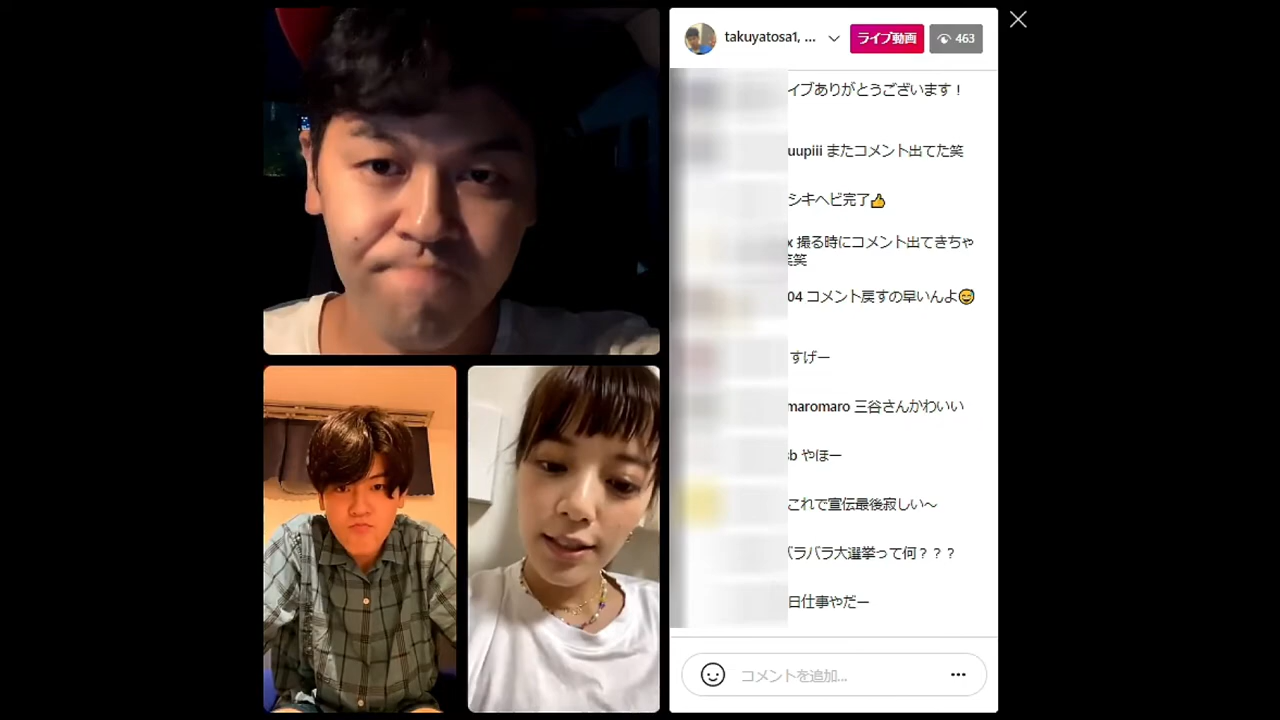 takuyatosa1, ...
ライブ動画
463
イブありがとうございます！
uupiii またコメント出てた笑
シキヘビ完了👍
x 撮る時にコメント出てきちゃ
笑
04 コメント戻すの早いんよ😅
すげー
maromaro 三谷さんかわいい
b やほー
これで宣伝最後寂しい〜
バラバラ大選挙って何？？？
日仕事やだー
コメントを追加...